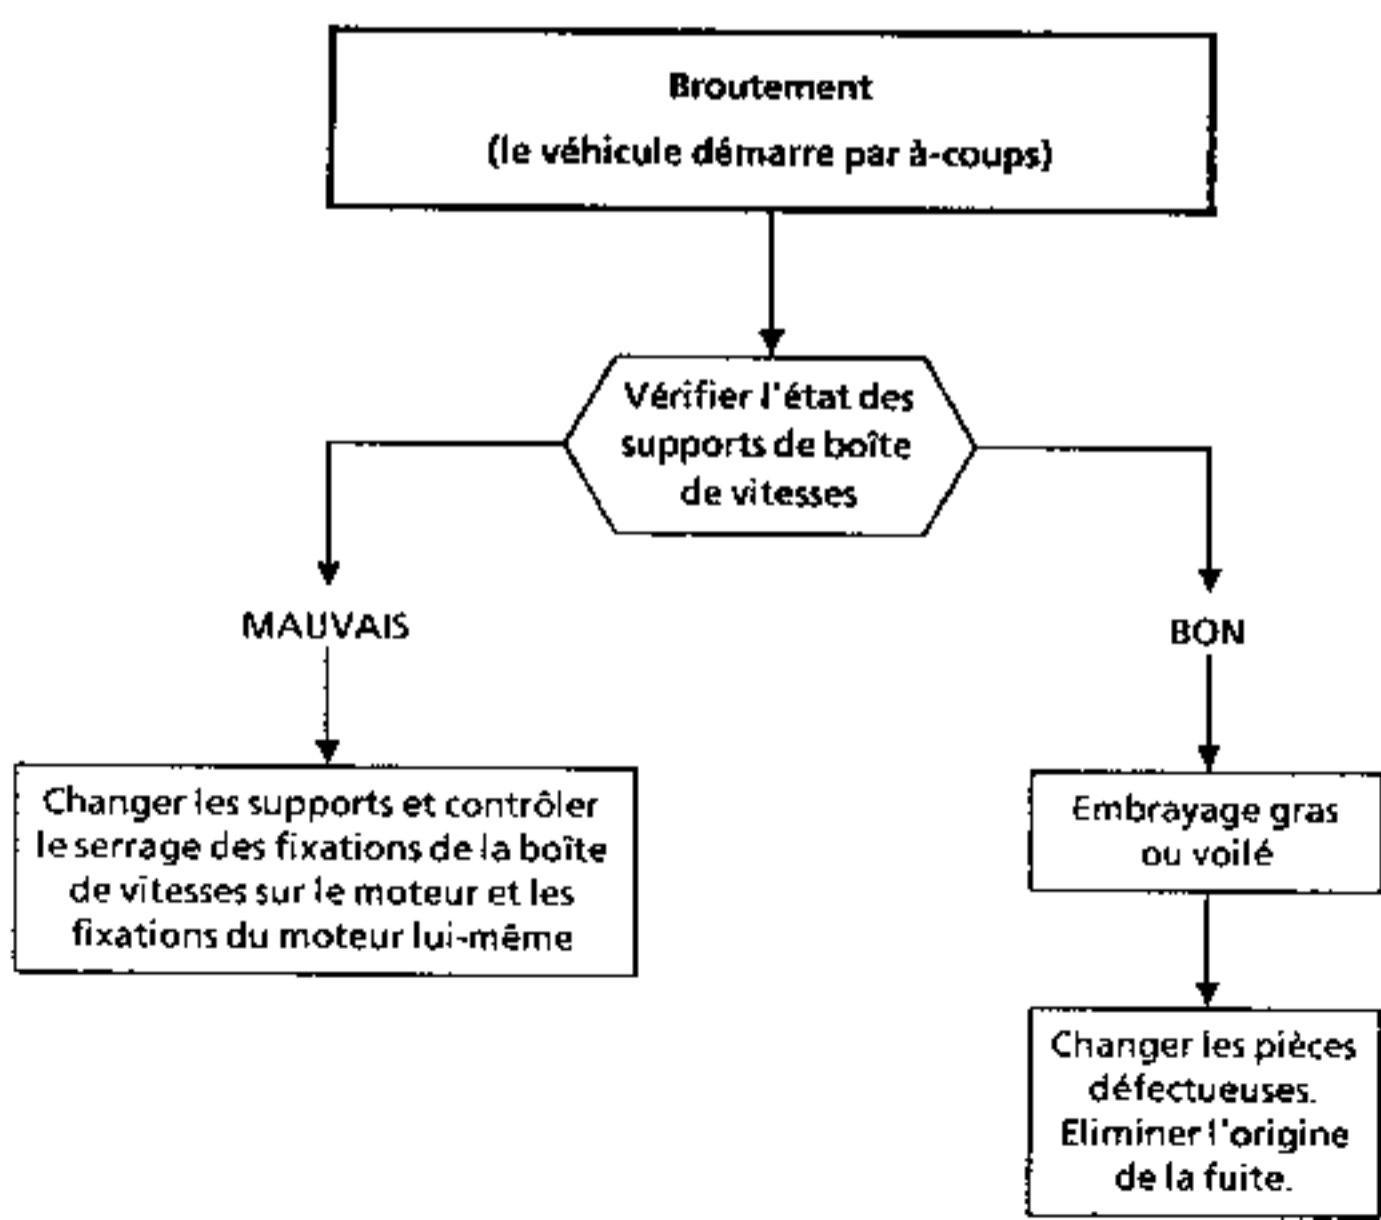 Broutement
(le véhicule démarre par à-coups)
Vérifier l'état des
supports de boîte
de vitesses
MAUVAIS
BON
Changer les supports et contrôler
le serrage des fixations de la boîte
de vitesses sur le moteur et les
fixations du moteur lui-même
Embrayage gras
ou voilé
Changer les pièces
défectueuses.
Eliminer l'origine
de la fuite.